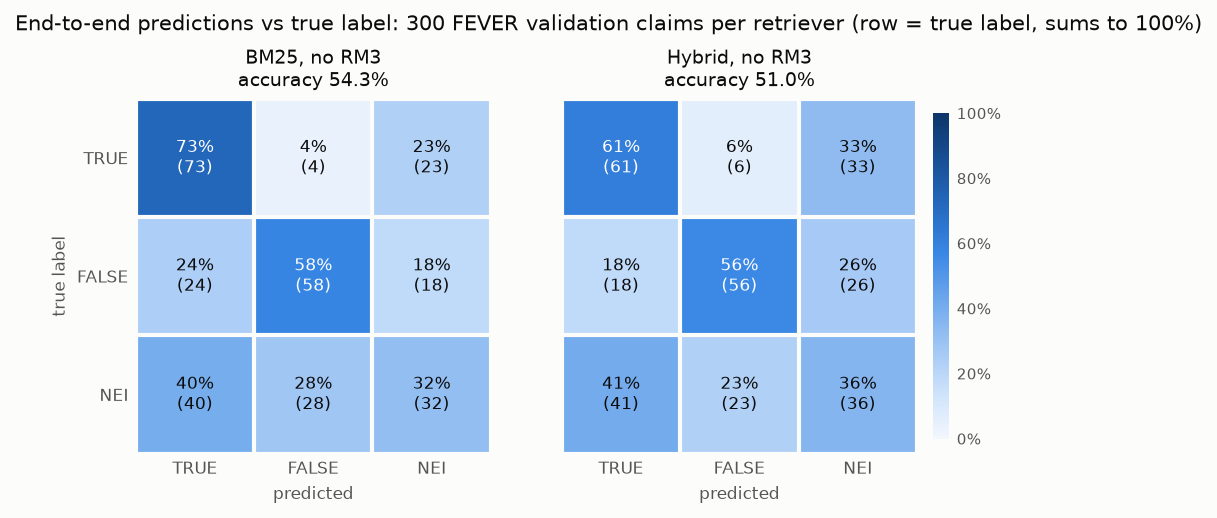 End-to-end predictions vs true label: 300 FEVER validation claims per retriever (row = true label, sums to 100%)
BM25, no RM3
accuracy 54.3%
true label
TRUE
73%
(73)
4%
(4)
23%
(23)
FALSE
24%
(24)
58%
(58)
18%
(18)
NEI
40%
(40)
28%
(28)
32%
(32)
TRUE
FALSE
NEI
predicted
Hybrid, no RM3
accuracy 51.0%
61%
(61)
6%
(6)
33%
(33)
18%
(18)
56%
(56)
26%
(26)
41%
(41)
23%
(23)
36%
(36)
TRUE
FALSE
NEI
predicted
100%
80%
60%
40%
20%
0%